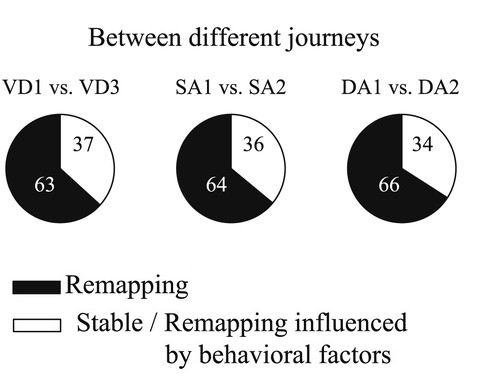 Between different journeys
VD1 vs. VD3 SA1 vs. SA2 DA1 vs. DA2
37 36 34
63 64 66
Remapping
Stable / Remapping influenced
by behavioral factors